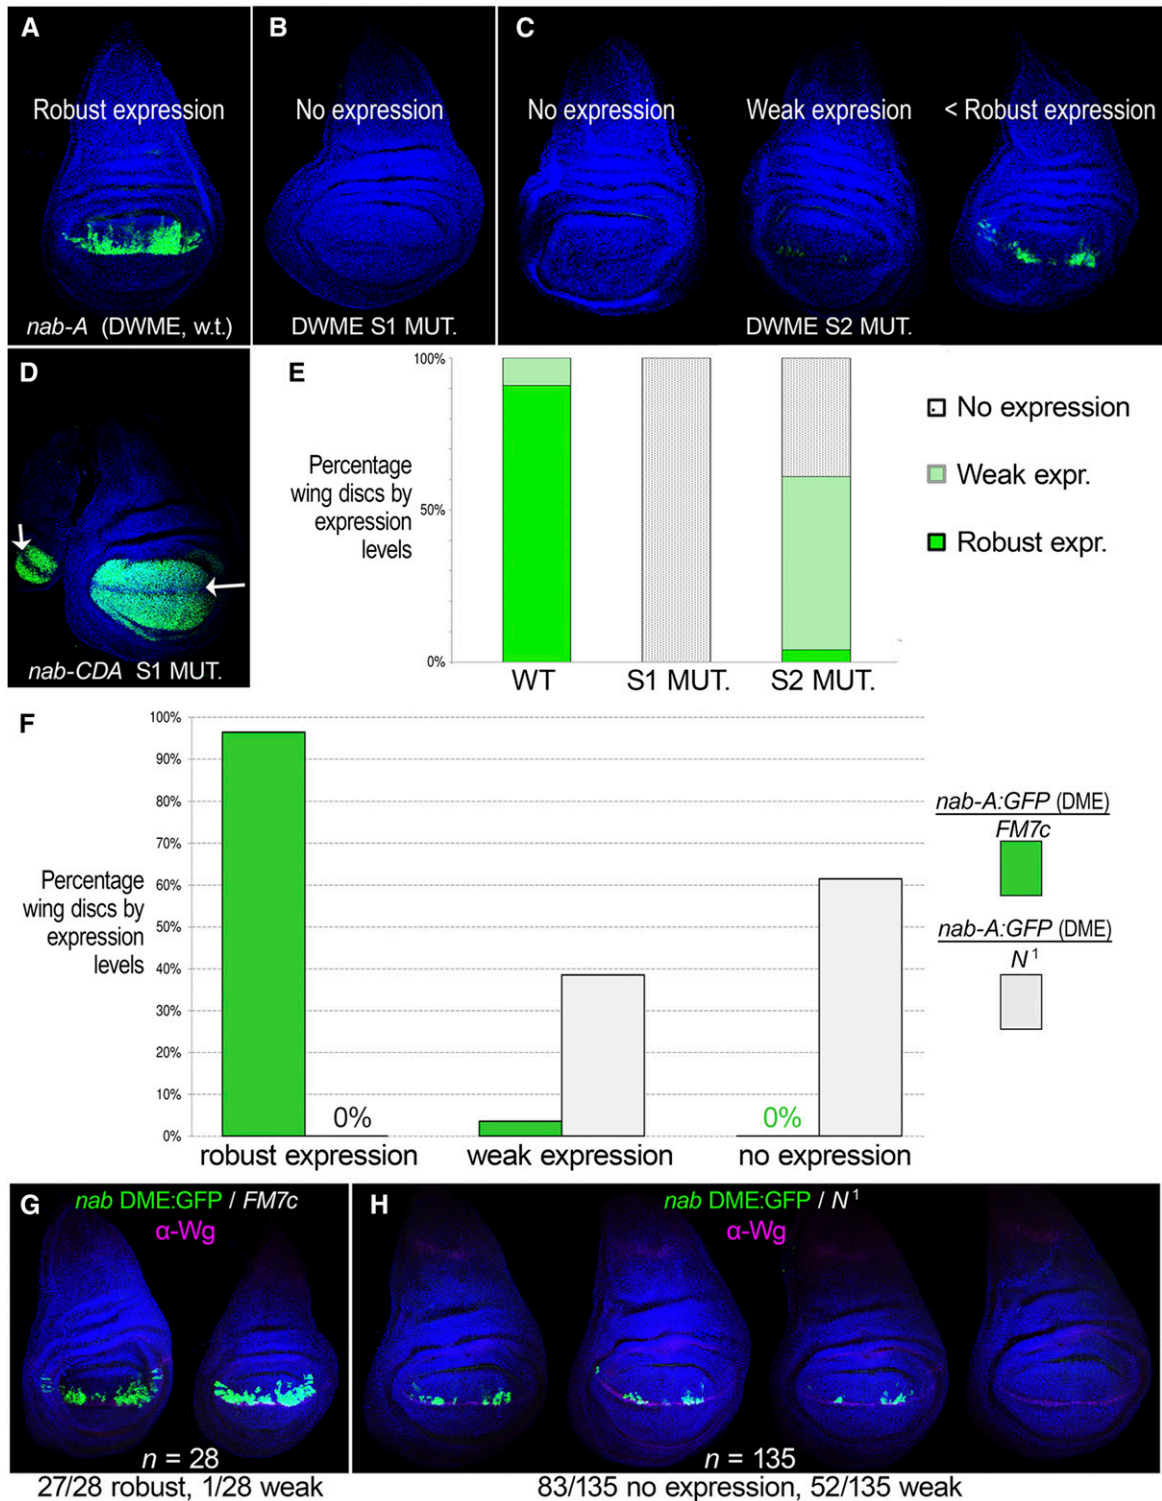 A
Robust expression
nab-A (DWME, w.t.)
B
No expression
DWME S1 MUT.
C
No expression
Weak expresion
< Robust expression
DWME S2 MUT.
D
nab-CDA S1 MUT.
E
Percentage
wing discs by
expression
levels
100%
50%
0%
WT
S1 MUT.
S2 MUT.
No expression
Weak expr.
Robust expr.
F
Percentage
wing discs by
expression
levels
100%
90%
80%
70%
60%
50%
40%
30%
20%
10%
0%
0%
0%
robust expression
weak expression
no expression
nab-A:GFP (DME)
FM7c
nab-A:GFP (DME)
N 1
G
nab DME:GFP / FM7c
α-Wg
n = 28
27/28 robust, 1/28 weak
H
nab DME:GFP / N 1
α-Wg
n = 135
83/135 no expression, 52/135 weak